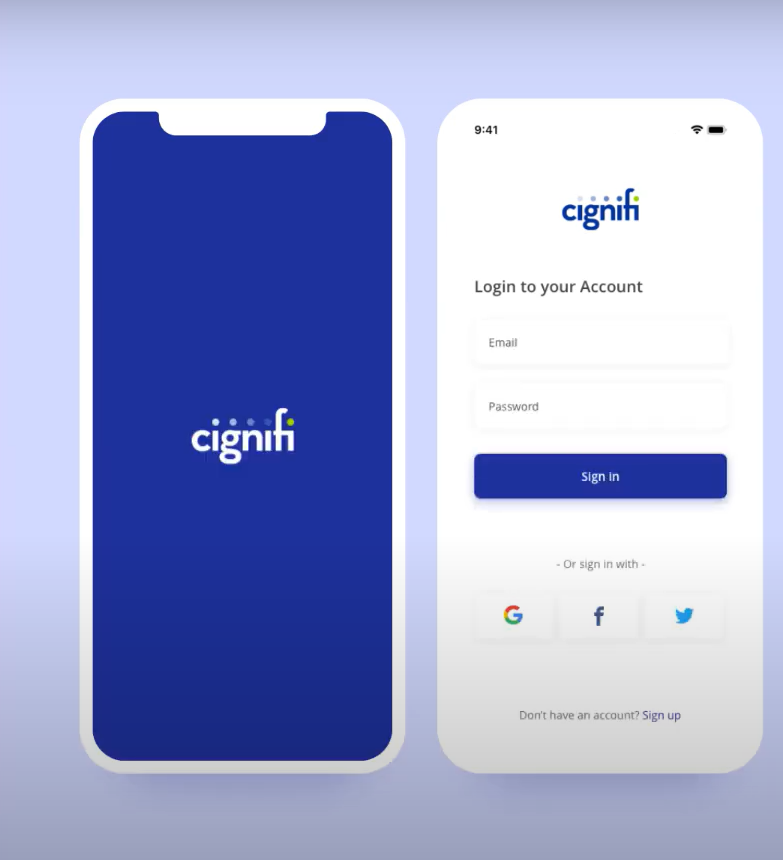 cignifi
9:41
cignifi
Login to your Account
Email
Password
Sign in
- Or sign in with -
G
f
Don't have an account? Sign up